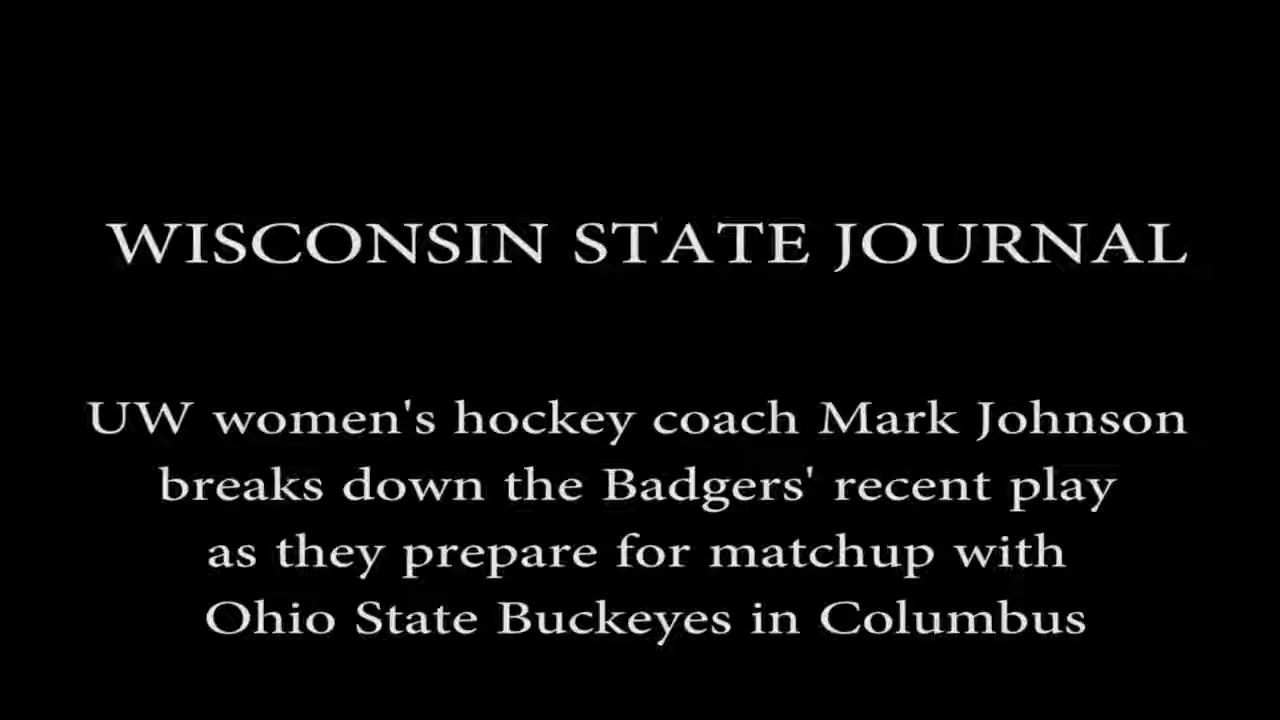 WISCONSIN STATE JOURNAL
UW women's hockey coach Mark Johnson
breaks down the Badgers' recent play
as they prepare for matchup with
Ohio State Buckeyes in Columbus